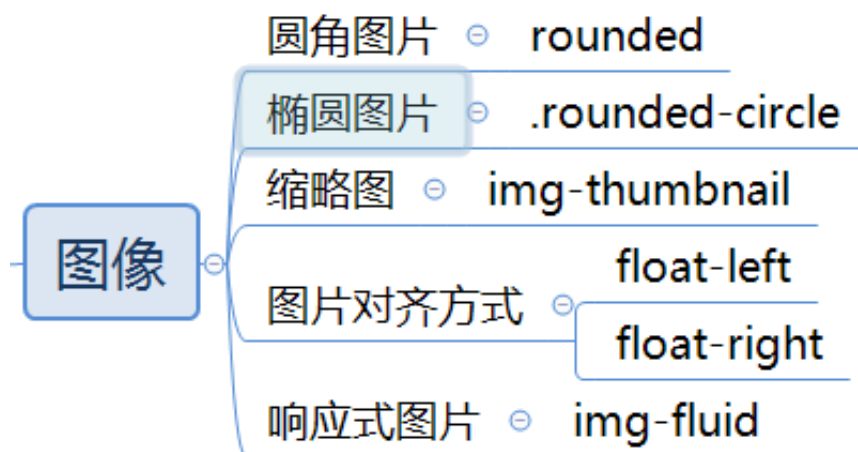 图像
圆角图片 rounded
椭圆图片 .rounded-circle
缩略图 img-thumbnail
图片对齐方式
float-left
float-right
响应式图片 img-fluid